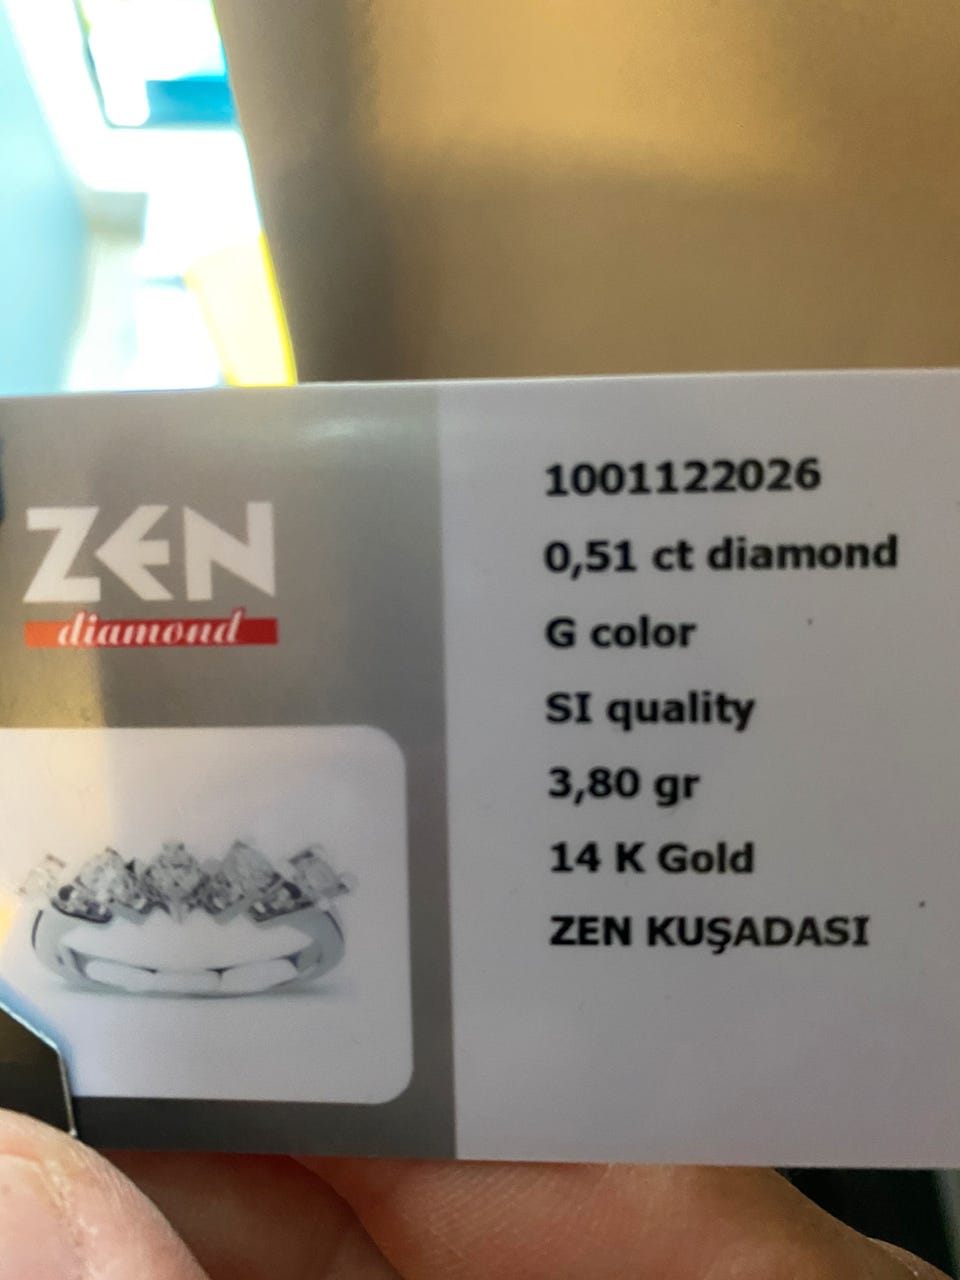 ZEN
diamond
1001122026
0,51 ct diamond
G color
SI quality
3,80 gr
14 K Gold
ZEN KUŞADASI